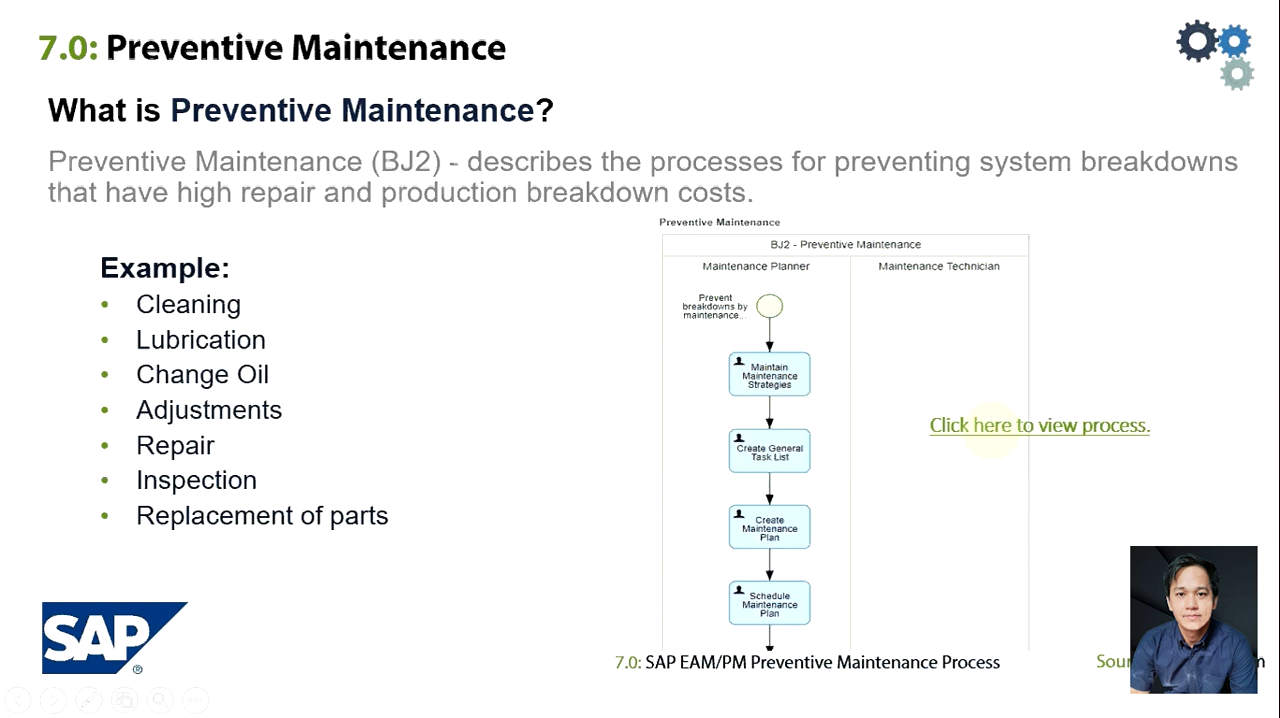 7.0: Preventive Maintenance
What is Preventive Maintenance?
Preventive Maintenance (BJ2) - describes the processes for preventing system breakdowns
that have high repair and production breakdown costs.
Example:
• Cleaning
• Lubrication
• Change Oil
• Adjustments
• Repair
• Inspection
• Replacement of parts
Preventive Maintenance
BJ2 - Preventive Maintenance
Maintenance Planner
Maintenance Technician
Prevent
breakdowns by
maintenance...
Maintain
Maintenance
Strategies
Create General
Task List
Create
Maintenance
Plan
Schedule
Maintenance
Plan
Click here to view process.
SAP®
7.0: SAP EAM/PM Preventive Maintenance Process